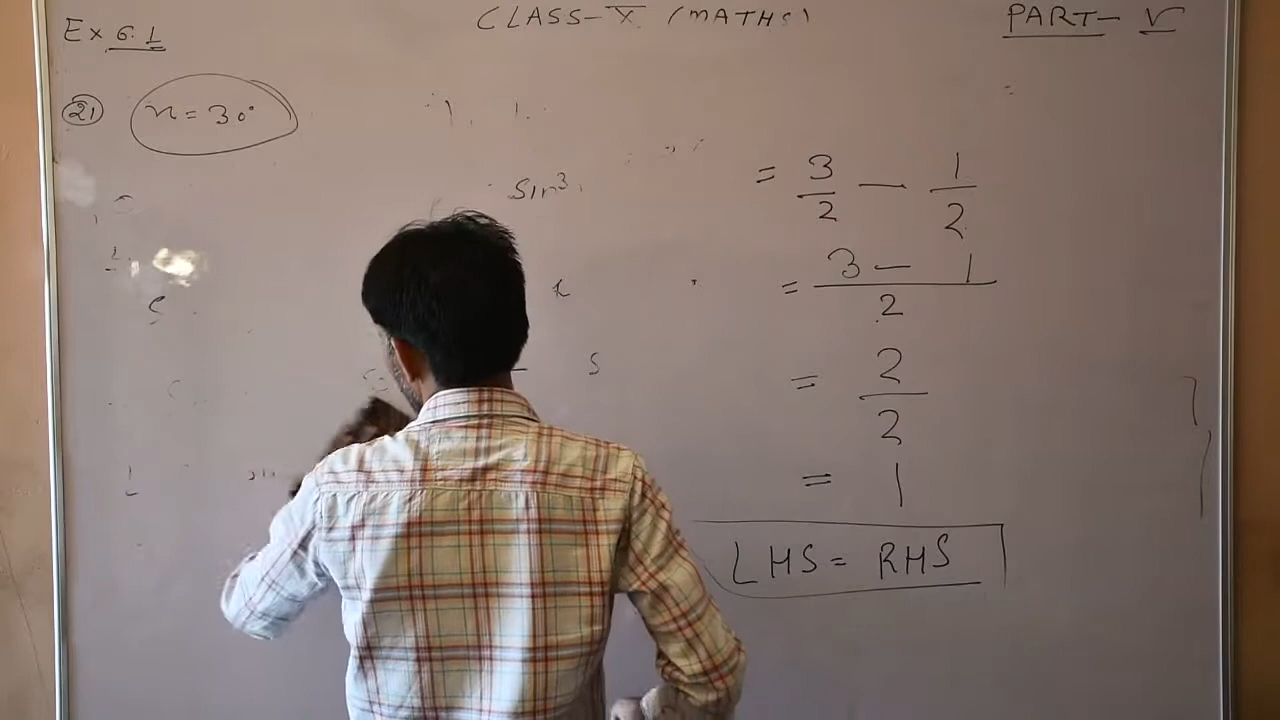 Ex 6.1
CLASS-X (MATHS)
PART- V
21
x = 30°
sin³
= 3/2 — 1/2
= 3 — 1 / 2
= 2/2
= 1
LHS = RHS